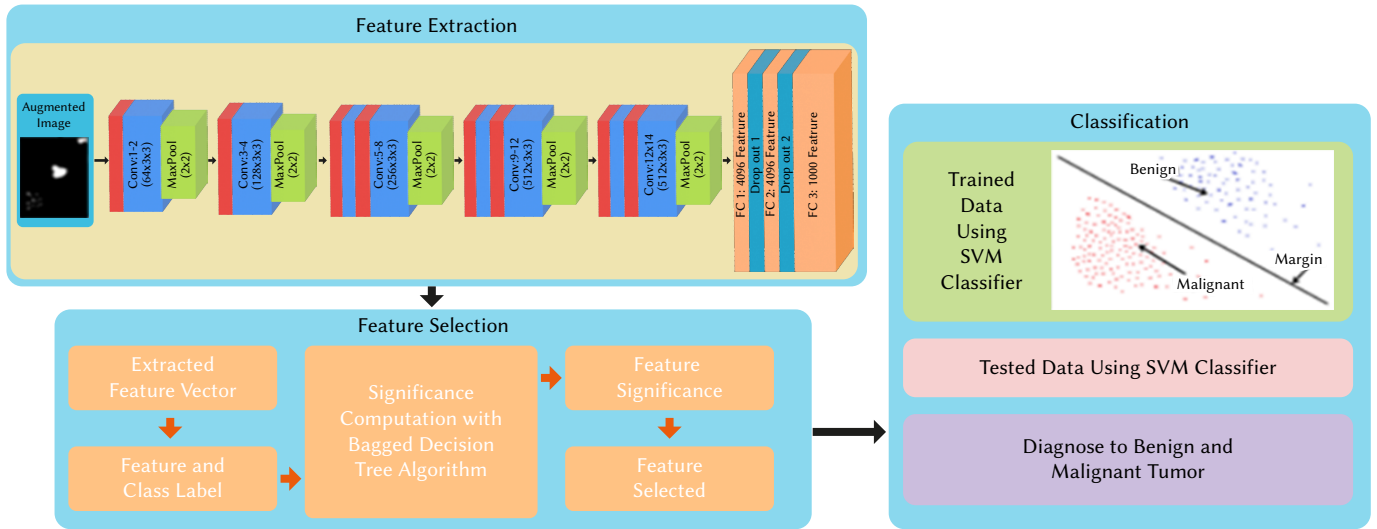 Feature Extraction
Augmented
Image
Conv:1-2
(64x3x3)
MaxPool
(2x2)
Conv:3-4
(128x3x3)
MaxPool
(2x2)
Conv:5-8
(256x3x3)
MaxPool
(2x2)
Conv:9-12
(512x3x3)
MaxPool
(2x2)
Conv:12x14
(512x3x3)
MaxPool
(2x2)
FC 1: 4096 Featrure
Drop out 1
FC 2: 4096 Featrure
Drop out 2
FC 3: 1000 Featrure
Feature Selection
Extracted
Feature Vector
Feature and
Class Label
Significance
Computation with
Bagged Decision
Tree Algorithm
Feature
Significance
Feature
Selected
Classification
Trained
Data
Using
SVM
Classifier
Benign
Margin
Malignant
Tested Data Using SVM Classifier
Diagnose to Benign and
Malignant Tumor